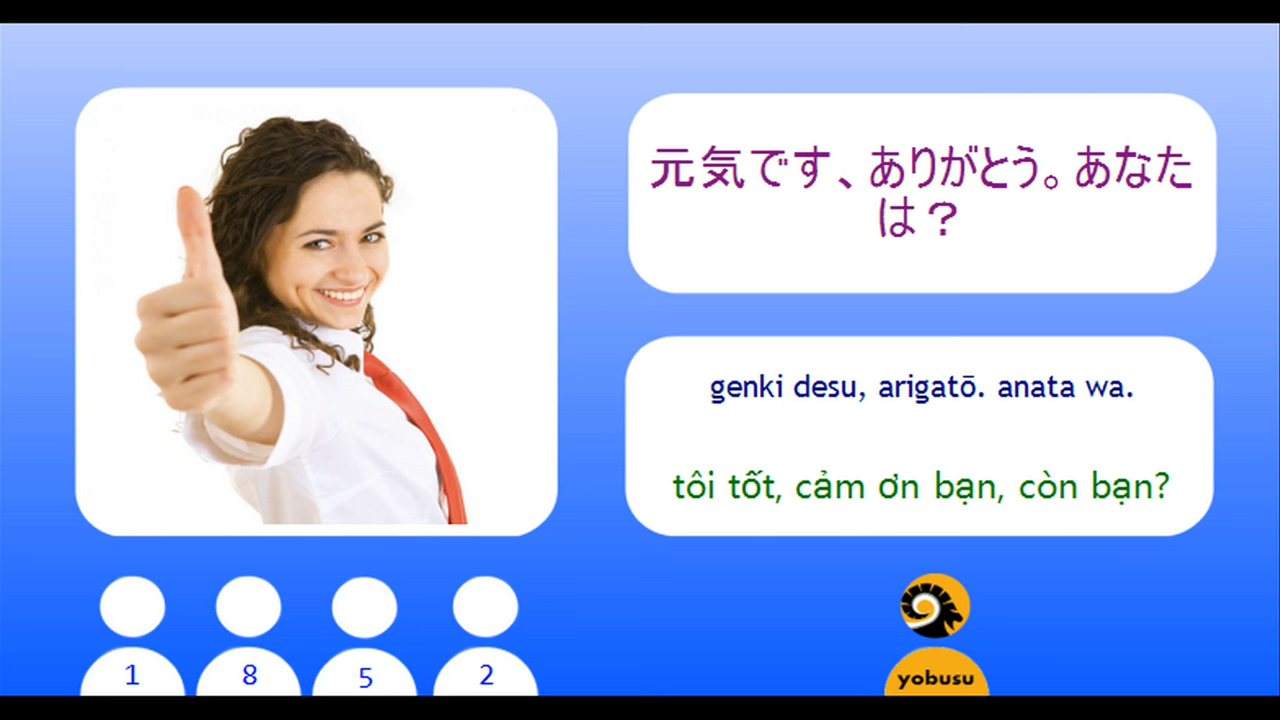 元気です、ありがとう。あなた
は？
genki desu, arigatō. anata wa.
tôi tốt, cảm ơn bạn, còn bạn?
1 8 5 2
yobusu